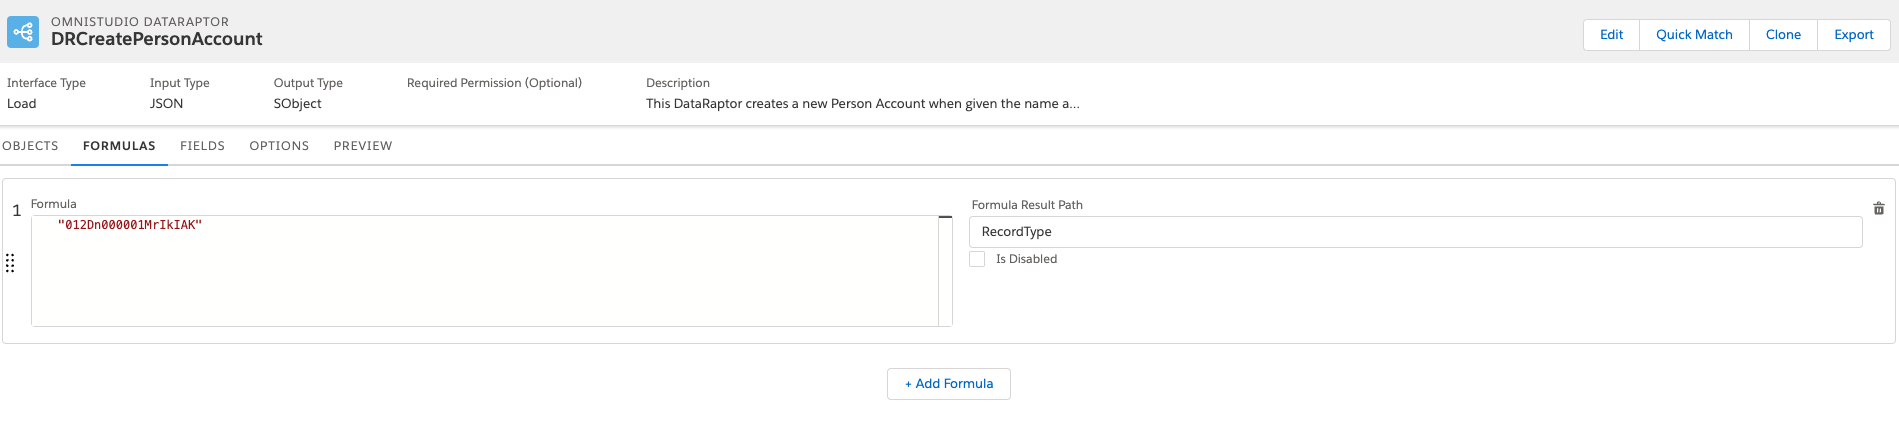 OMNISTUDIO DATARAPTOR
DRCreatePersonAccount
Edit Quick Match Clone Export
Interface Type Input Type Output Type Required Permission (Optional) Description
Load JSON SObject This DataRaptor creates a new Person Account when given the name a...
OBJECTS FORMULAS FIELDS OPTIONS PREVIEW
1 Formula Formula Result Path
"012Dn000001MrIkIAK"
RecordType
Is Disabled
+ Add Formula